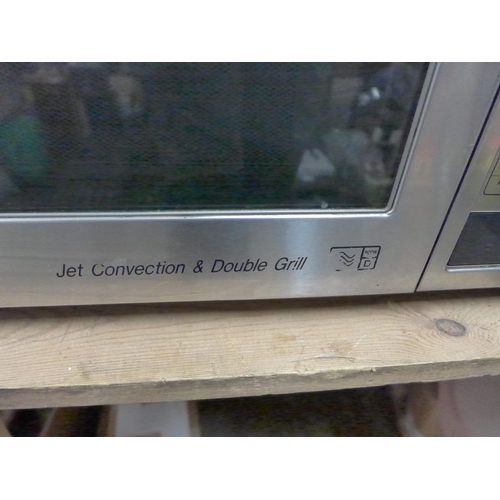 Jet Convection & Double Grill
D